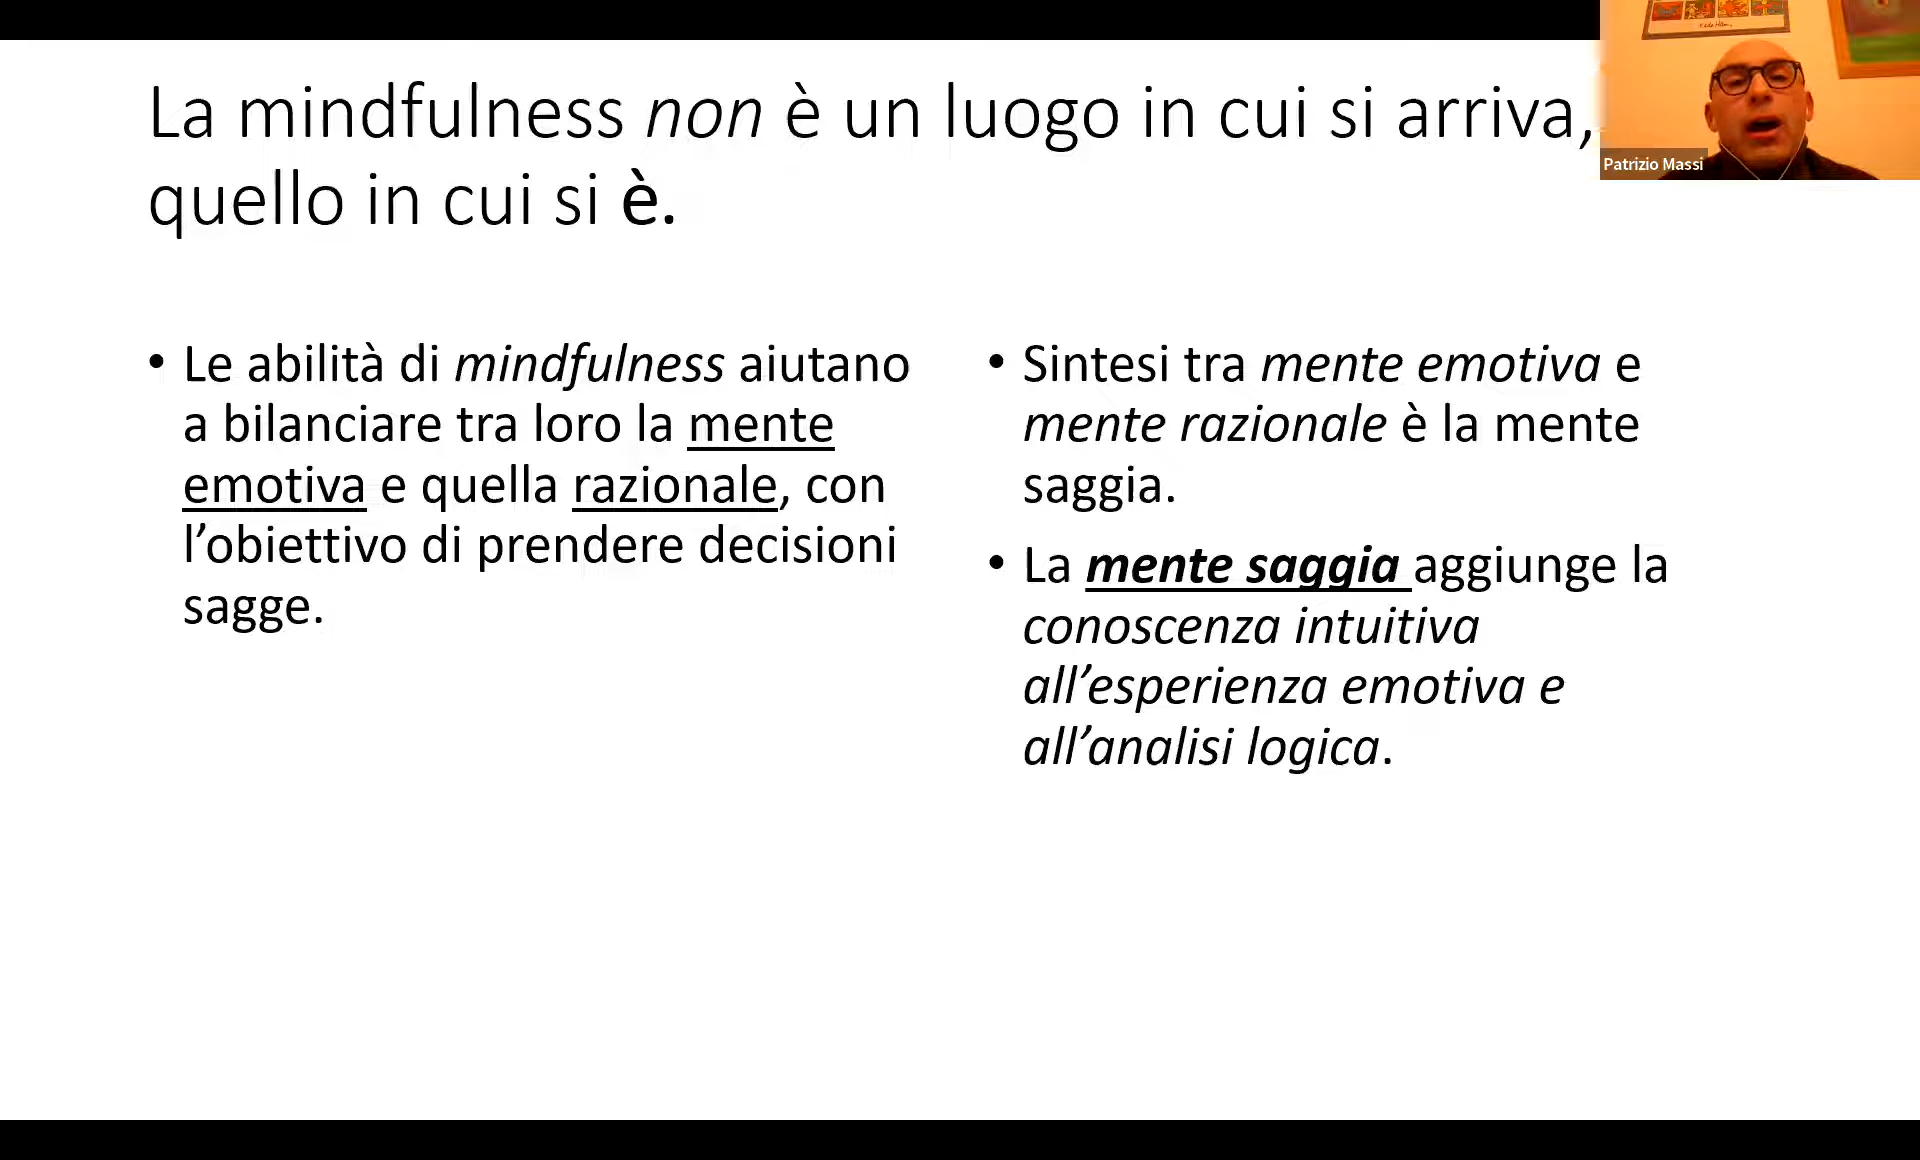 La mindfulness non è un luogo in cui si arriva,
quello in cui si è.
Patrizio Massi
• Le abilità di mindfulness aiutano
a bilanciare tra loro la mente
emotiva e quella razionale, con
l’obiettivo di prendere decisioni
sagge.
• Sintesi tra mente emotiva e
mente razionale è la mente
saggia.
• La mente saggia aggiunge la
conoscenza intuitiva
all’esperienza emotiva e
all’analisi logica.